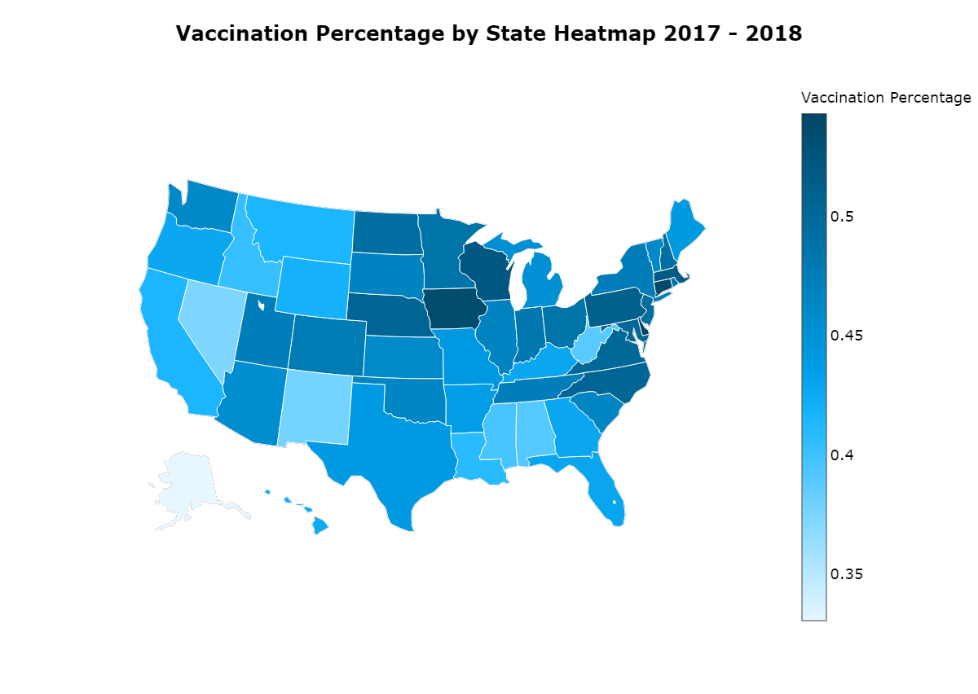 Vaccination Percentage by State Heatmap 2017 - 2018
Vaccination Percentage
0.5
0.45
0.4
0.35